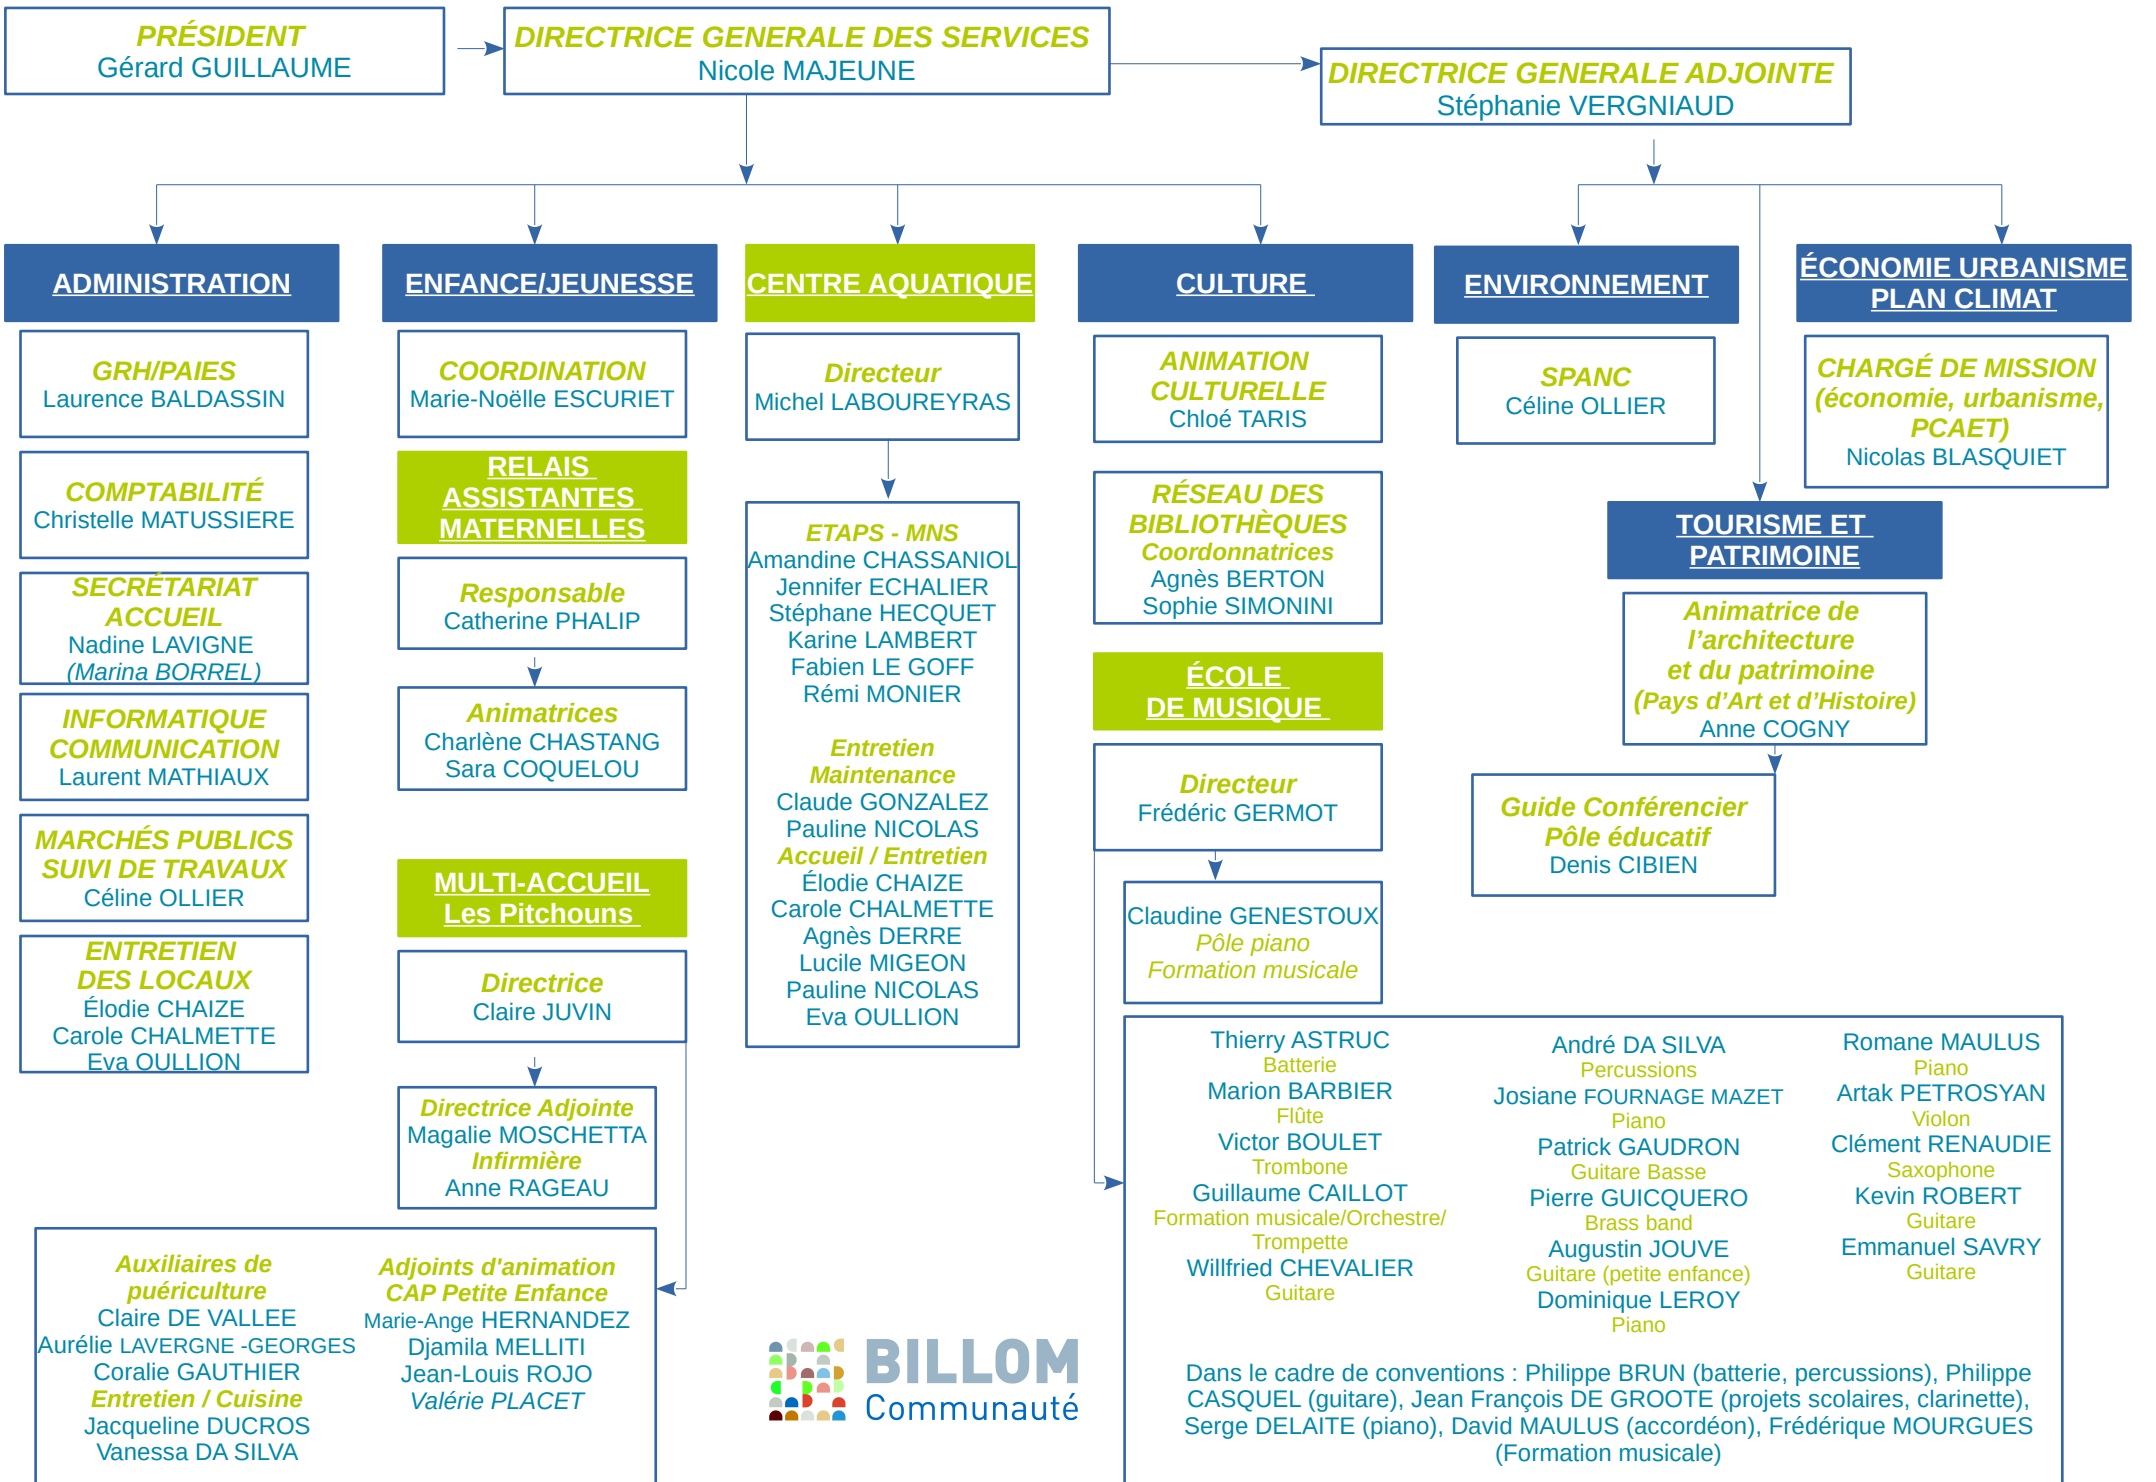 PRÉSIDENT
Gérard GUILLAUME
DIRECTRICE GENERALE DES SERVICES
Nicole MAJEUNE
DIRECTRICE GENERALE ADJOINTE
Stéphanie VERGNIAUD
ADMINISTRATION
GRH/PAIES
Laurence BALDASSIN
COMPTABILITÉ
Christelle MATUSSIERE
SECRÉTARIAT
ACCUEIL
Nadine LAVIGNE
(Marina BORREL)
INFORMATIQUE
COMMUNICATION
Laurent MATHIAUX
MARCHÉS PUBLICS
SUIVI DE TRAVAUX
Céline OLLIER
ENTRETIEN
DES LOCAUX
Élodie CHAIZE
Carole CHALMETTE
Eva OULLION
ENFANCE/JEUNESSE
COORDINATION
Marie-Noëlle ESCURIET
RELAIS
ASSISTANTES
MATERNELLES
Responsable
Catherine PHALIP
Animatrices
Charlène CHASTANG
Sara COQUELOU
MULTI-ACCUEIL
Les Pitchouns
Directrice
Claire JUVIN
Directrice Adjointe
Magalie MOSCHETTA
Infirmière
Anne RAGEAU
Auxiliaires de
puériculture
Claire DE VALLEE
Aurélie LAVERGNE -GEORGES
Coralie GAUTHIER
Entretien / Cuisine
Jacqueline DUCROS
Vanessa DA SILVA
Adjoints d'animation
CAP Petite Enfance
Marie-Ange HERNANDEZ
Djamila MELLITI
Jean-Louis ROJO
Valérie PLACET
CENTRE AQUATIQUE
Directeur
Michel LABOUREYRAS
ETAPS - MNS
Amandine CHASSANIOL
Jennifer ECHALIER
Stéphane HECQUET
Karine LAMBERT
Fabien LE GOFF
Rémi MONIER
Entretien
Maintenance
Claude GONZALEZ
Pauline NICOLAS
Accueil / Entretien
Élodie CHAIZE
Carole CHALMETTE
Agnès DERRE
Lucile MIGEON
Pauline NICOLAS
Eva OULLION
CULTURE
ANIMATION
CULTURELLE
Chloé TARIS
RÉSEAU DES
BIBLIOTHÈQUES
Coordonnatrices
Agnès BERTON
Sophie SIMONINI
ÉCOLE
DE MUSIQUE
Directeur
Frédéric GERMOT
Claudine GENESTOUX
Pôle piano
Formation musicale
Thierry ASTRUC
Batterie
Marion BARBIER
Flûte
Victor BOULET
Trombone
Guillaume CAILLOT
Formation musicale/Orchestre/
Trompette
Willfried CHEVALIER
Guitare
André DA SILVA
Percussions
Josiane FOURNAGE MAZET
Piano
Patrick GAUDRON
Guitare Basse
Pierre GUICQUERO
Brass band
Augustin JOUVE
Guitare (petite enfance)
Dominique LEROY
Piano
Romane MAULUS
Piano
Artak PETROSYAN
Violon
Clément RENAUDIE
Saxophone
Kevin ROBERT
Guitare
Emmanuel SAVRY
Guitare
Dans le cadre de conventions : Philippe BRUN (batterie, percussions), Philippe
CASQUEL (guitare), Jean François DE GROOTE (projets scolaires, clarinette),
Serge DELAITE (piano), David MAULUS (accordéon), Frédérique MOURGUES
(Formation musicale)
ENVIRONNEMENT
SPANC
Céline OLLIER
ÉCONOMIE URBANISME
PLAN CLIMAT
CHARGÉ DE MISSION
(économie, urbanisme,
PCAET)
Nicolas BLASQUIET
TOURISME ET
PATRIMOINE
Animatrice de
l’architecture
et du patrimoine
(Pays d’Art et d’Histoire)
Anne COGNY
Guide Conférencier
Pôle éducatif
Denis CIBIEN
BILLOM
Communauté